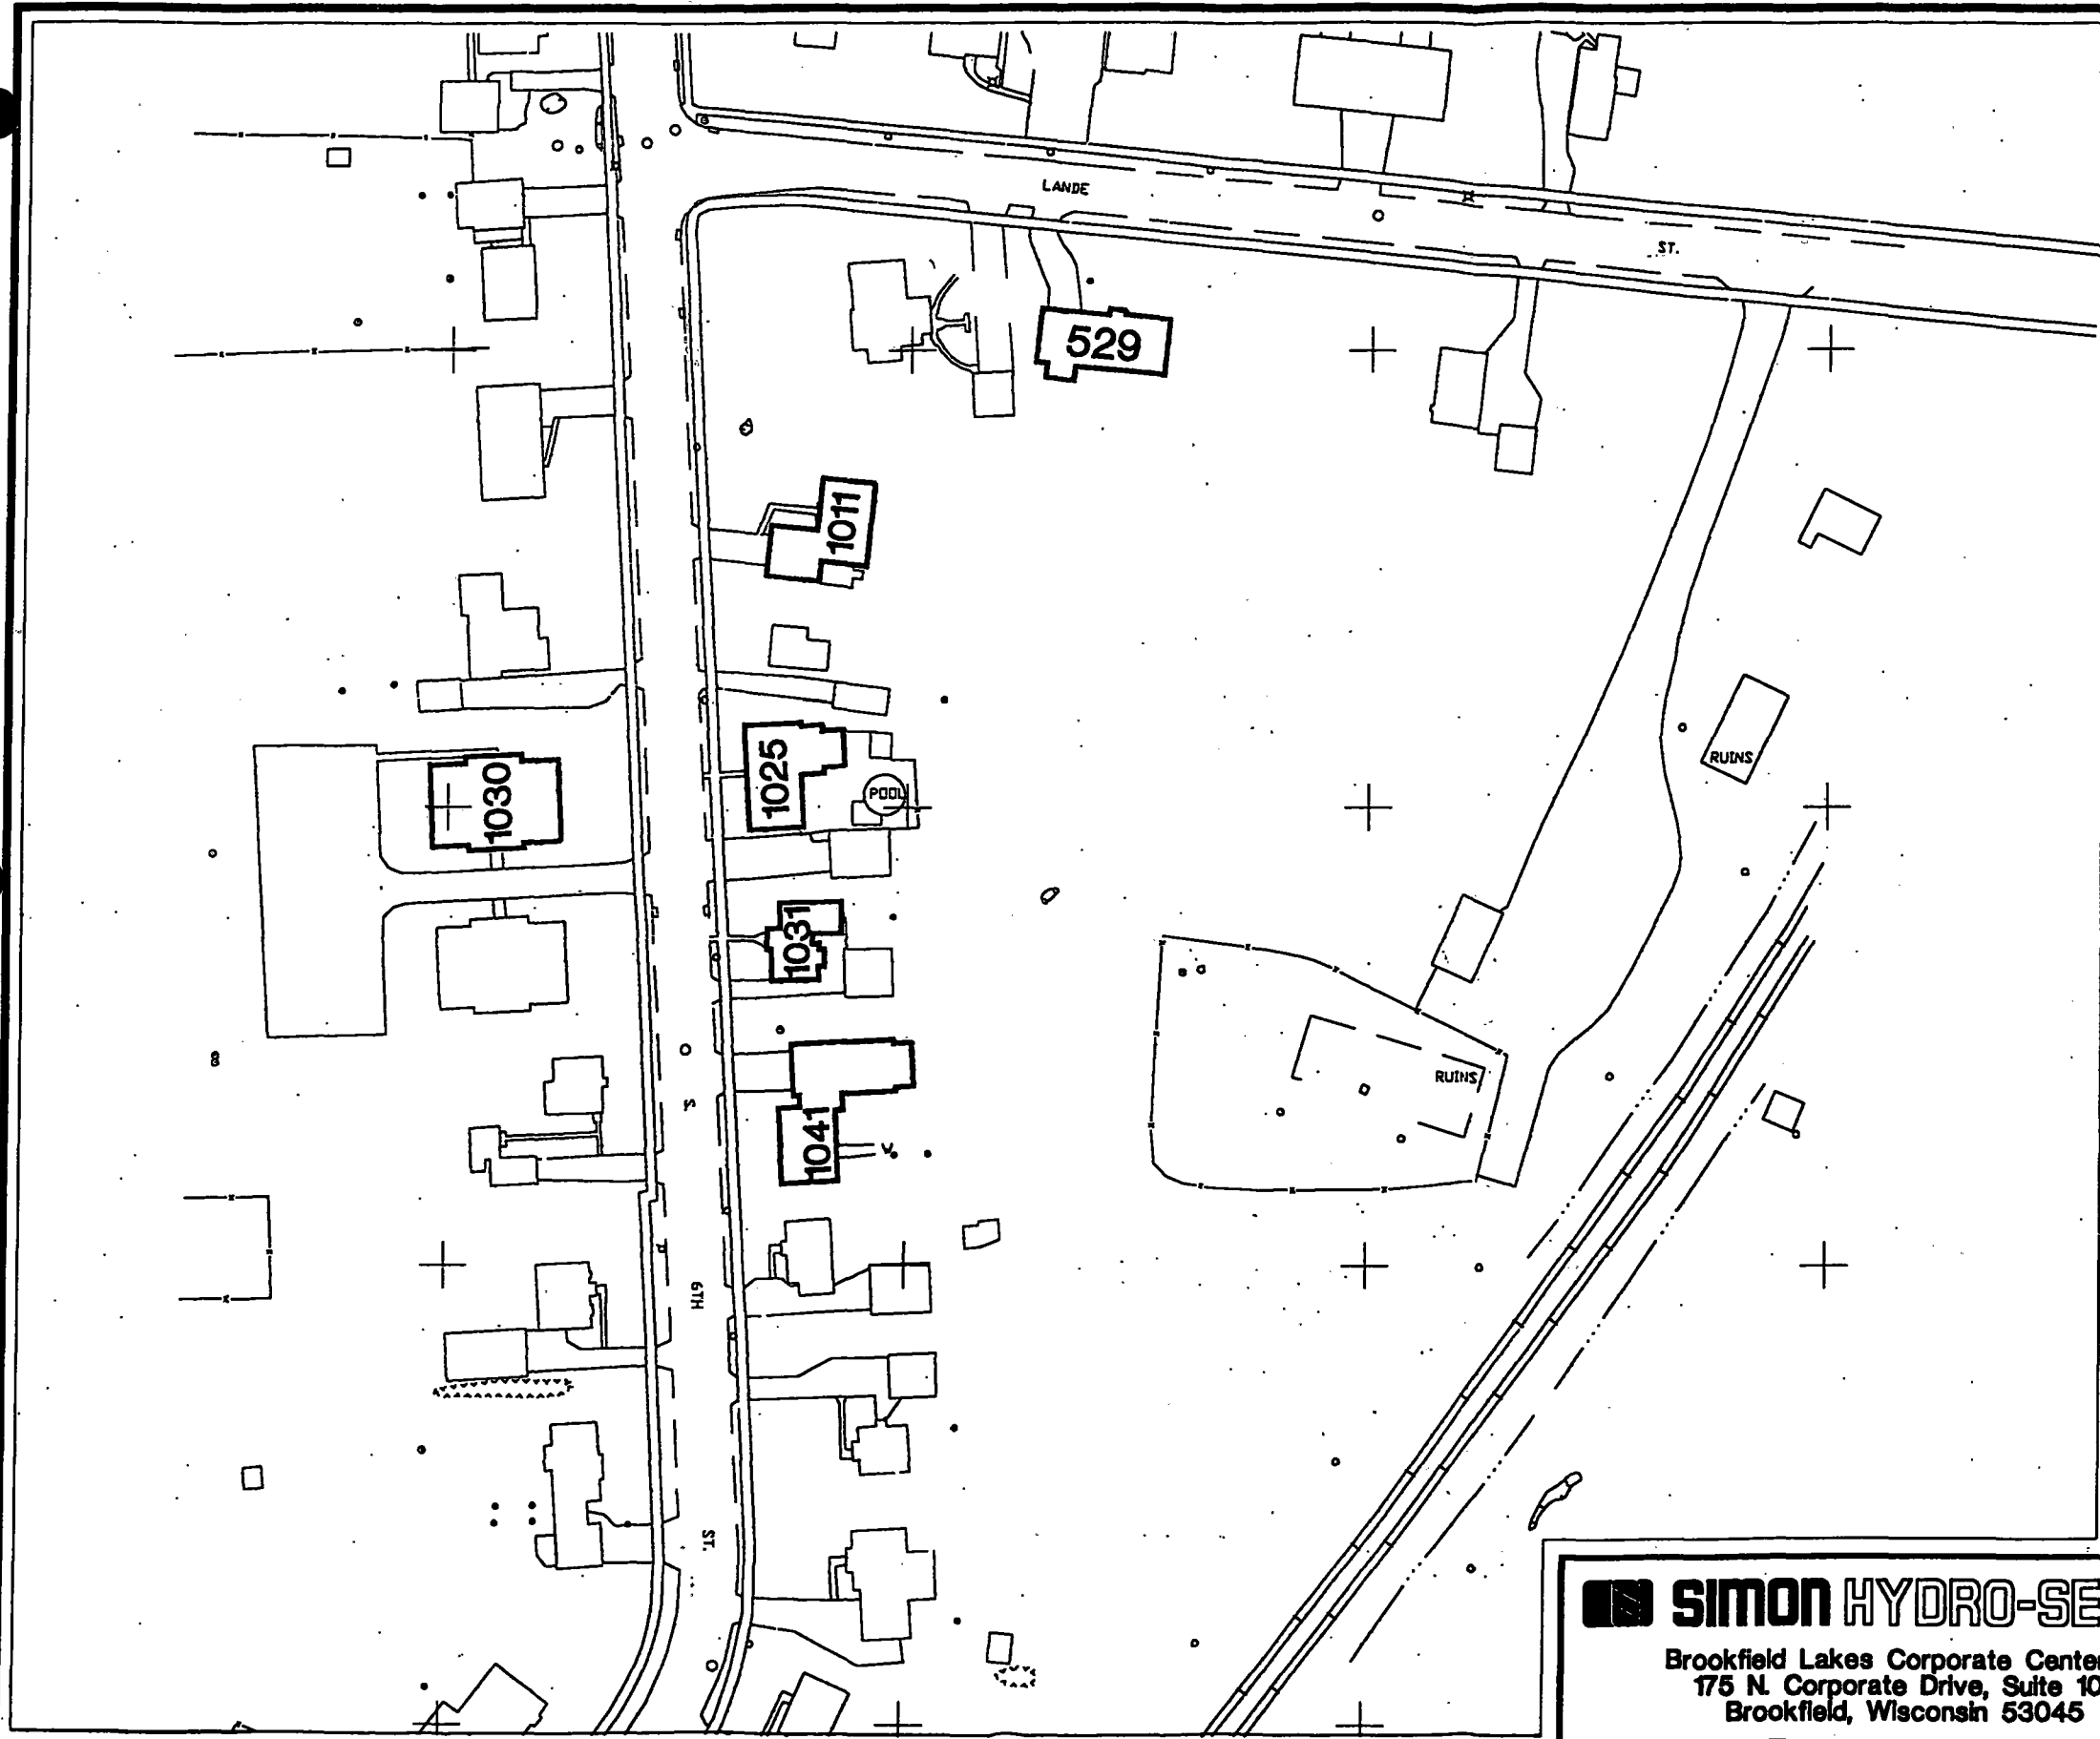 LANDE
ST.
529
1011
1025
1030
POOL
RUINS
1031
RUINS
S.
1041
6TH
ST.
SIMON HYDRO-SE
Brookfield Lakes Corporate Cente
175 N. Corporate Drive, Suite 10
Brookfield, Wisconsin 53045